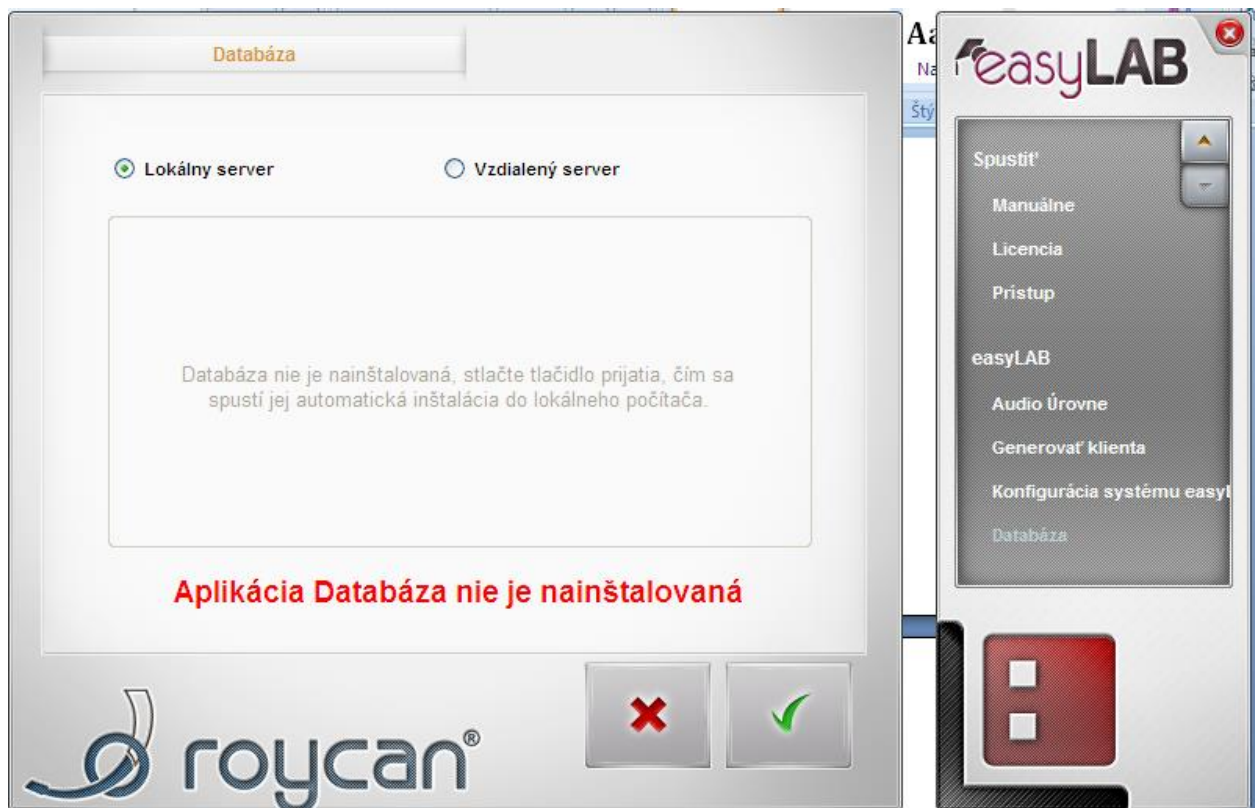 Databáza
Lokálny server
Vzdialený server
Databáza nie je nainštalovaná, stlačte tlačidlo prijatia, čím sa
spustí jej automatická inštalácia do lokálneho počítača.
Aplikácia Databáza nie je nainštalovaná
roycan®
easyLAB
Spustiť
Manuálne
Licencia
Prístup
easyLAB
Audio Úrovne
Generovať klienta
Konfigurácia systému easyl
Databáza